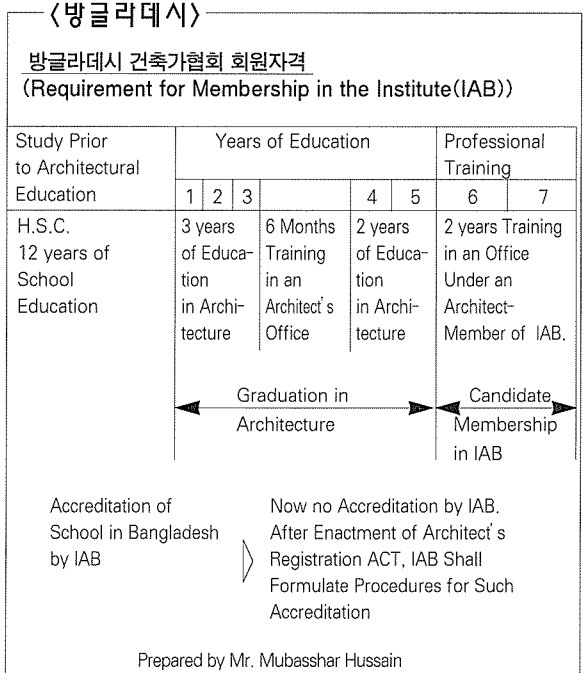 〈방글라데시〉
방글라데시 건축가협회 회원자격
(Requirement for Membership in the Institute(IAB))
Study Prior
to Architectural
Education
Years of Education
Professional
Training
1 2 3 4 5 6 7
H.S.C.
12 years of
School
Education
3 years
of Educa-
tion
in Archi-
tecture
6 Months
Training
in an
Architect's
Office
2 years
of Educa-
tion
in Archi-
tecture
2 years Training
in an Office
Under an
Architect-
Member of IAB.
Graduation in
Architecture
Candidate
Membership
in IAB
Accreditation of
School in Bangladesh
by IAB
Now no Accreditation by IAB.
After Enactment of Architect's
Registration ACT, IAB Shall
Formulate Procedures for Such
Accreditation
Prepared by Mr. Mubasshar Hussain